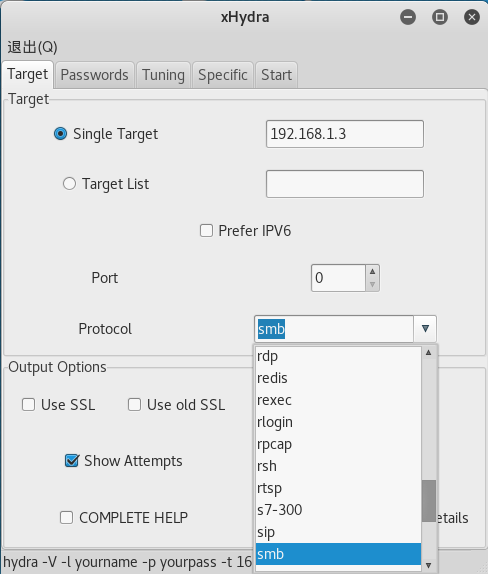 xHydra
退出(Q)
Target Passwords Tuning Specific Start
Target
Single Target 192.168.1.3
Target List
Prefer IPV6
Port 0
Protocol smb
rdp
redis
rexec
rlogin
rpcap
rsh
rtsp
s7-300
sip
smb
Output Options
Use SSL Use old SSL
Show Attempts
COMPLETE HELP etails
hydra -V -l yourname -p yourpass -t 16